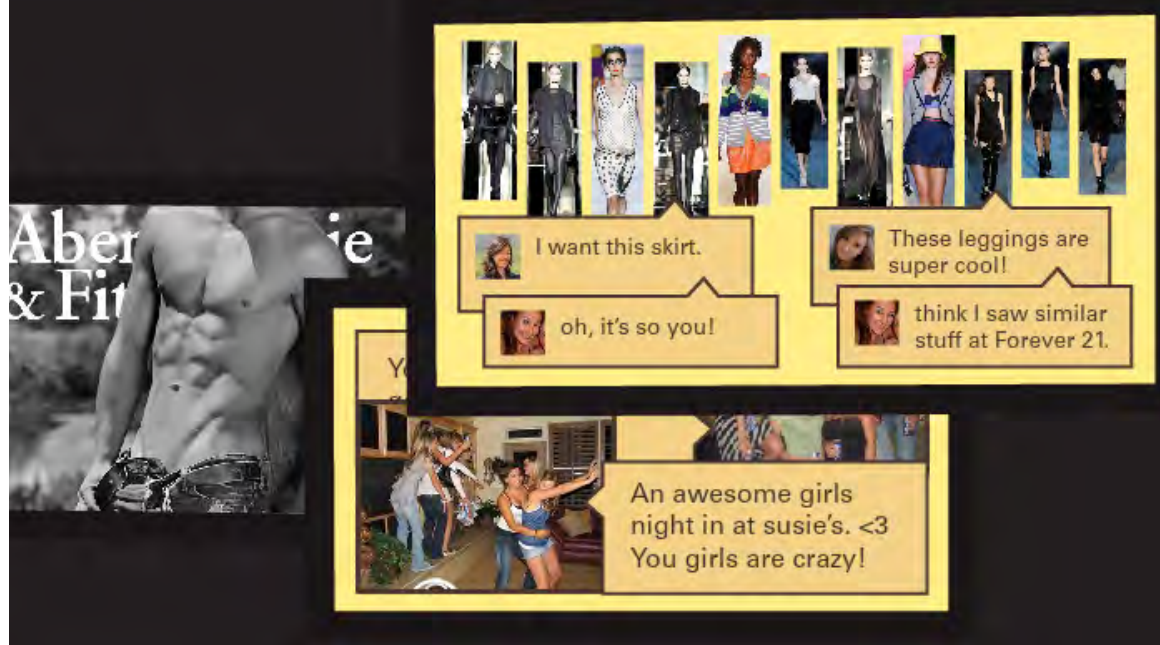 I want this skirt.
oh, it's so you!
These leggings are
super cool!
think I saw similar
stuff at Forever 21.
Aber ie
& Fit
An awesome girls
night in at susie's. <3
You girls are crazy!